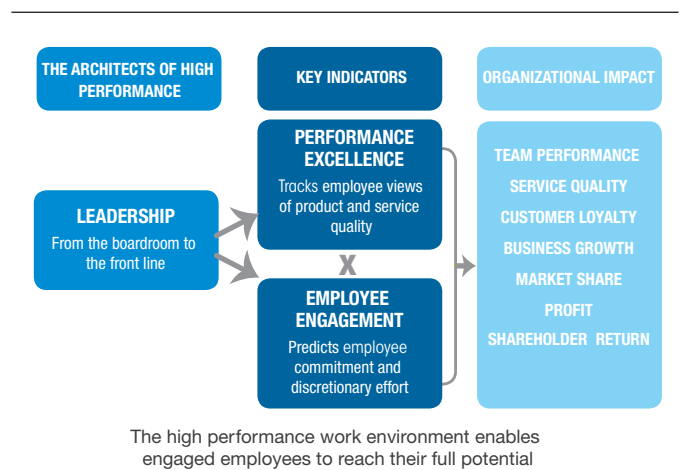 THE ARCHITECTS OF HIGH
PERFORMANCE
KEY INDICATORS
ORGANIZATIONAL IMPACT
LEADERSHIP
From the boardroom to
the front line
PERFORMANCE
EXCELLENCE
Tracks employee views
of product and service
quality
X
EMPLOYEE
ENGAGEMENT
Predicts employee
commitment and
discretionary effort
TEAM PERFORMANCE
SERVICE QUALITY
CUSTOMER LOYALTY
BUSINESS GROWTH
MARKET SHARE
PROFIT
SHAREHOLDER RETURN
The high performance work environment enables
engaged employees to reach their full potential